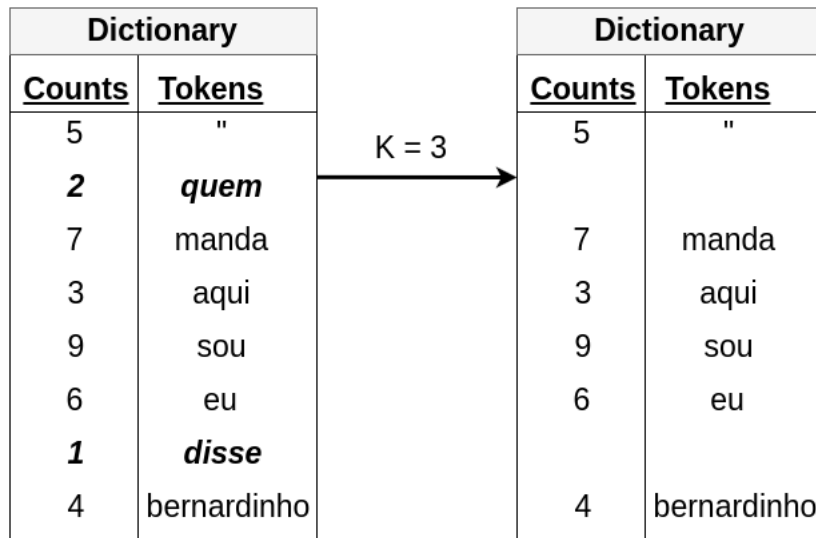 Dictionary Dictionary
Counts Tokens Counts Tokens
5 " 5 "
K = 3
2 quem
7 manda 7 manda
3 aqui 3 aqui
9 sou 9 sou
6 eu 6 eu
1 disse
4 bernardinho 4 bernardinho